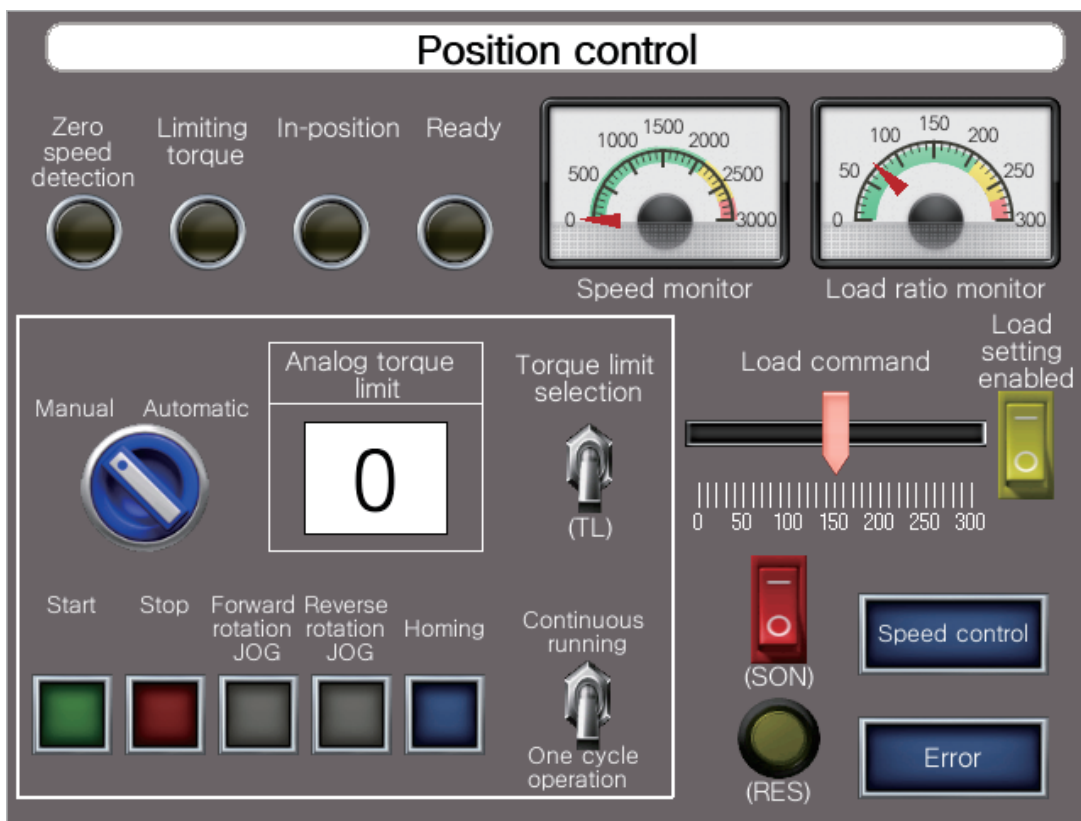 Position control
Zero
speed
detection
Limiting
torque
In-position
Ready
0
500
1000
1500
2000
2500
3000
Speed monitor
0
50
100
150
200
250
300
Load ratio monitor
Manual
Automatic
Analog torque
limit
0
Torque limit
selection
(TL)
Load command
0 50 100 150 200 250 300
Load
setting
enabled
Start
Stop
Forward
rotation
JOG
Reverse
rotation
JOG
Homing
Continuous
running
One cycle
operation
(SON)
(RES)
Speed control
Error